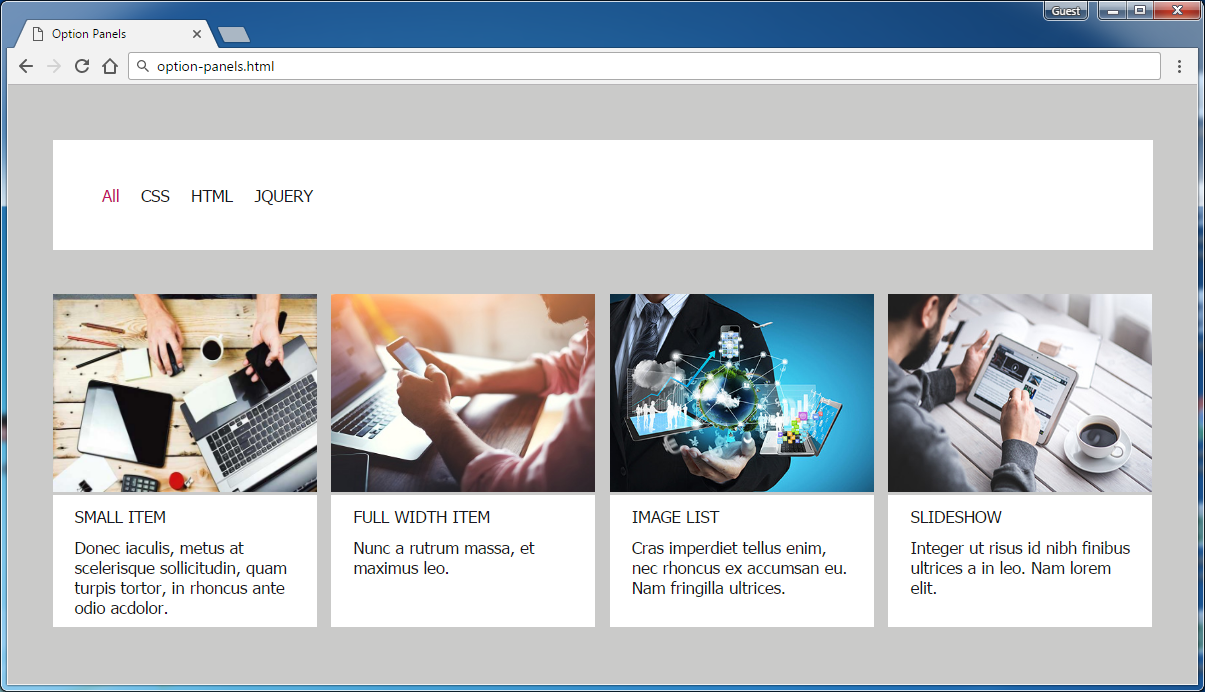 Guest
Option Panels
option-panels.html
All CSS HTML JQUERY
SMALL ITEM
Donec iaculis, metus at
scelerisque sollicitudin, quam
turpis tortor, in rhoncus ante
odio acdolor.
FULL WIDTH ITEM
Nunc a rutrum massa, et
maximus leo.
IMAGE LIST
Cras imperdiet tellus enim,
nec rhoncus ex accumsan eu.
Nam fringilla ultrices.
SLIDESHOW
Integer ut risus id nibh finibus
ultrices a in leo. Nam lorem
elit.